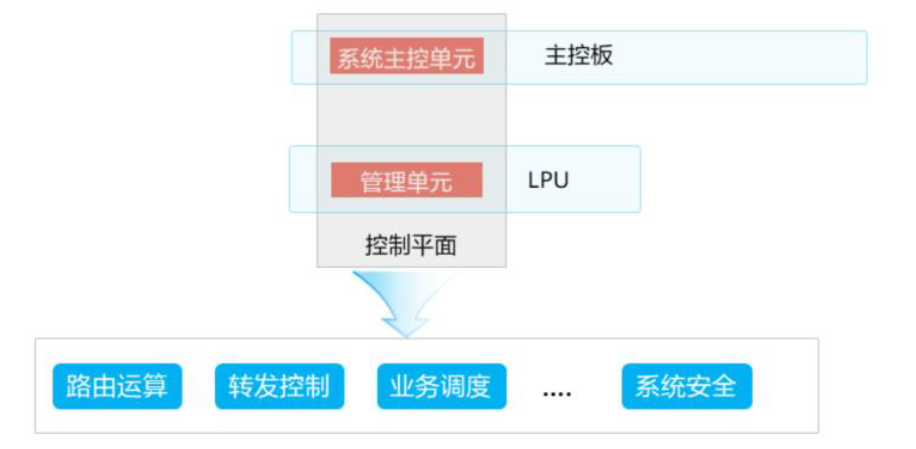 系统主控单元 主控板
管理单元 LPU
控制平面
路由运算 转发控制 业务调度 .... 系统安全